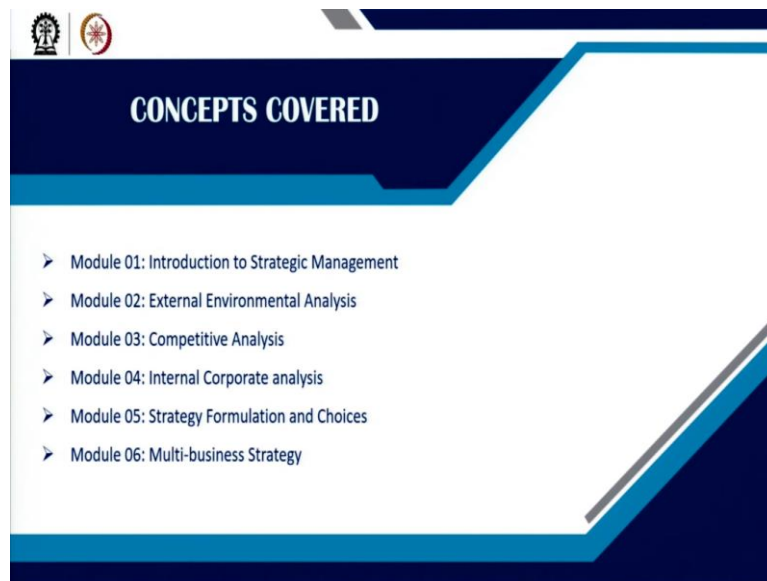 CONCEPTS COVERED
Module 01: Introduction to Strategic Management
Module 02: External Environmental Analysis
Module 03: Competitive Analysis
Module 04: Internal Corporate analysis
Module 05: Strategy Formulation and Choices
Module 06: Multi-business Strategy